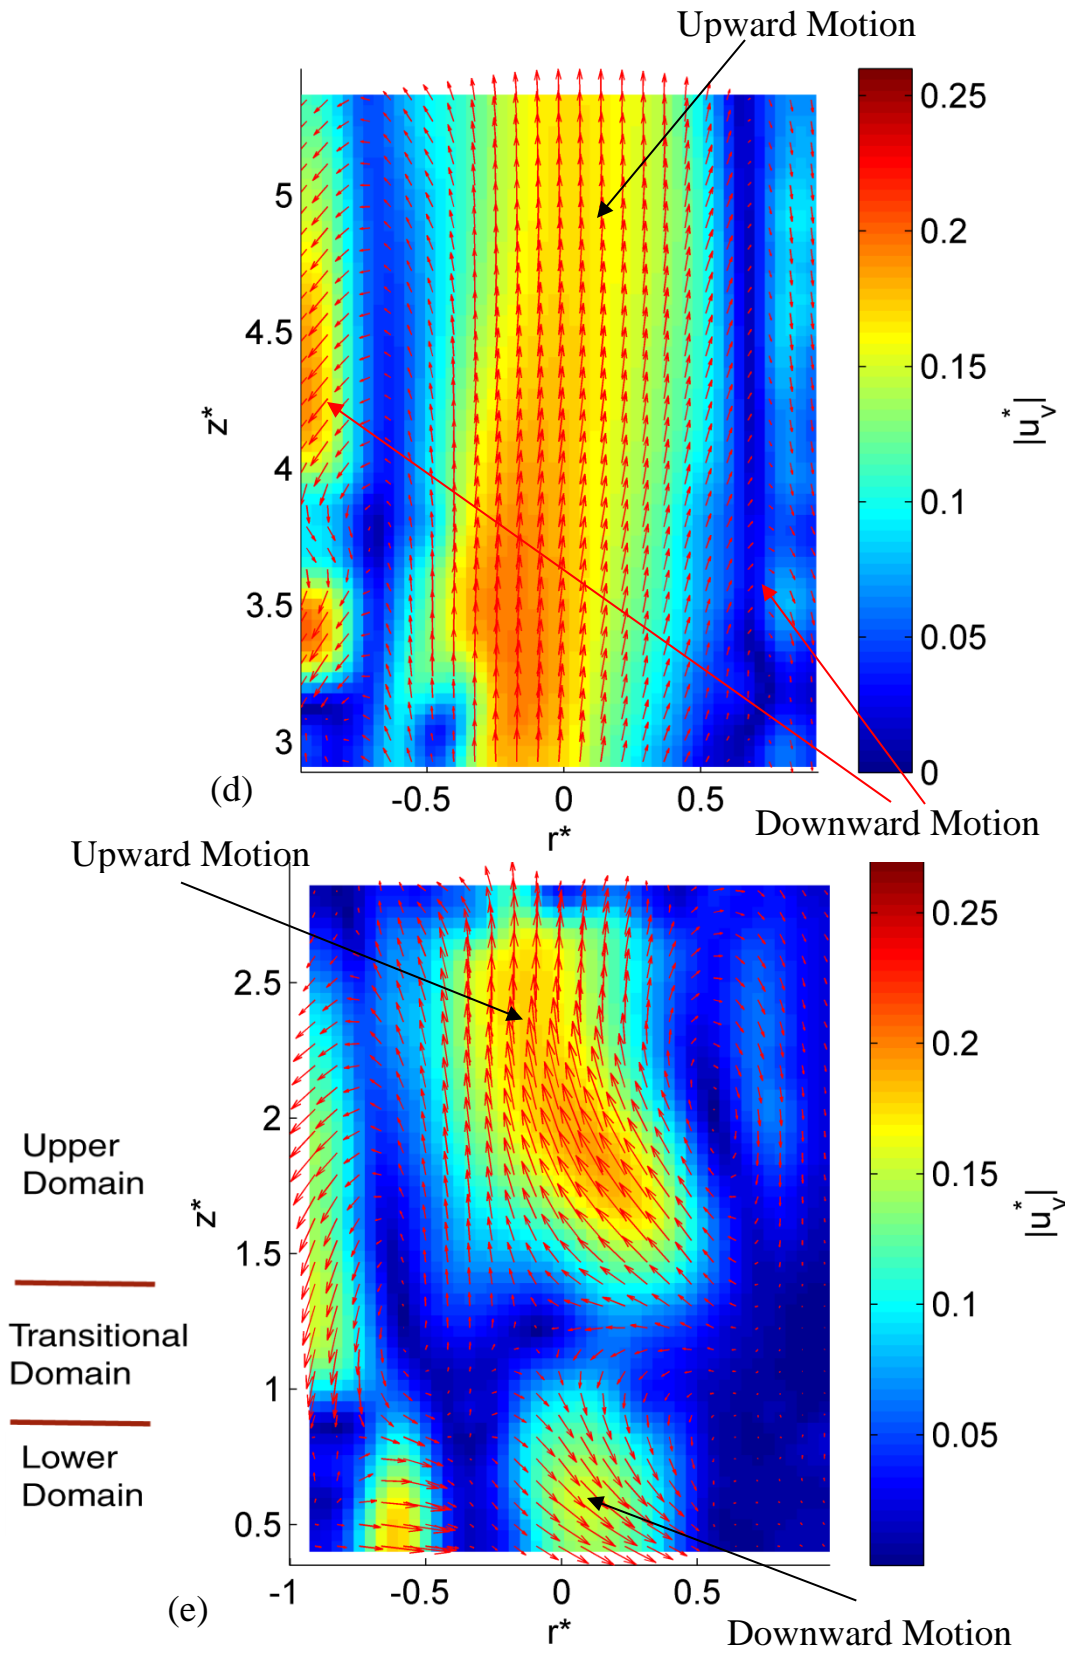 Upward Motion
0.25
0.2
0.15
0.1
0.05
0
|u*v|
5
4.5
4
3.5
3
z*
(d)
-0.5 0 0.5
r*
Downward Motion
Upward Motion
0.25
0.2
0.15
0.1
0.05
|u*v|
2.5
2
1.5
1
0.5
z*
Upper
Domain
Transitional
Domain
Lower
Domain
-1 -0.5 0 0.5
(e)
r*
Downward Motion